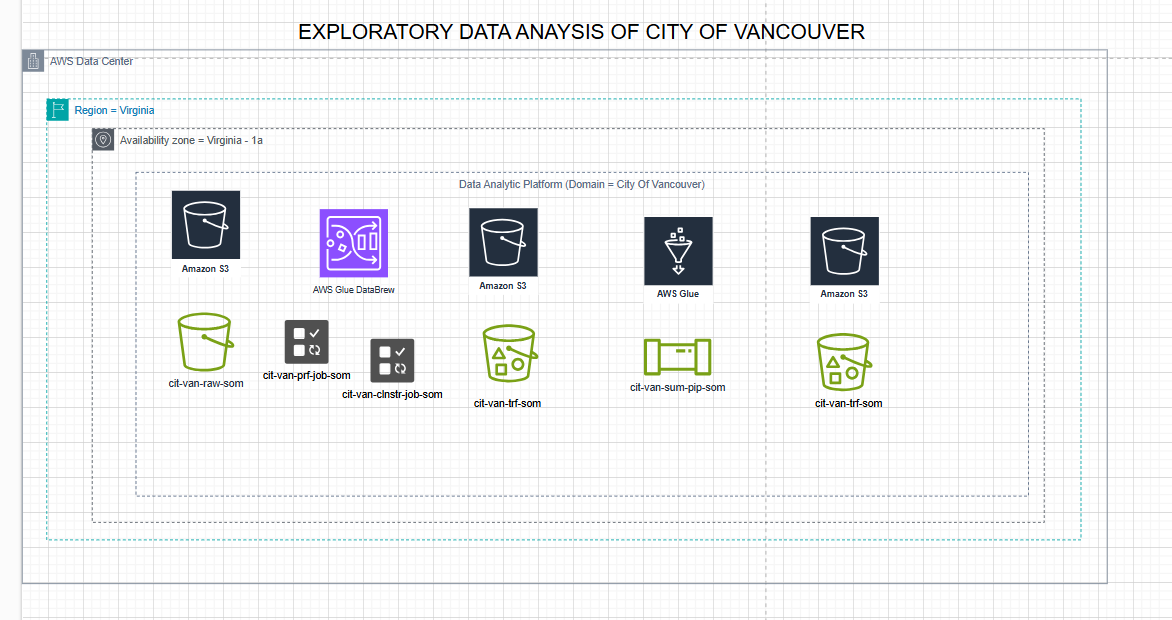 EXPLORATORY DATA ANAYSIS OF CITY OF VANCOUVER
AWS Data Center
Region = Virginia
Availability zone = Virginia - 1a
Data Analytic Platform (Domain = City Of Vancouver)
Amazon S3
AWS Glue DataBrew
Amazon S3
AWS Glue
Amazon S3
cit-van-raw-som
cit-van-prf-job-som
cit-van-clnstr-job-som
cit-van-trf-som
cit-van-sum-pip-som
cit-van-trf-som